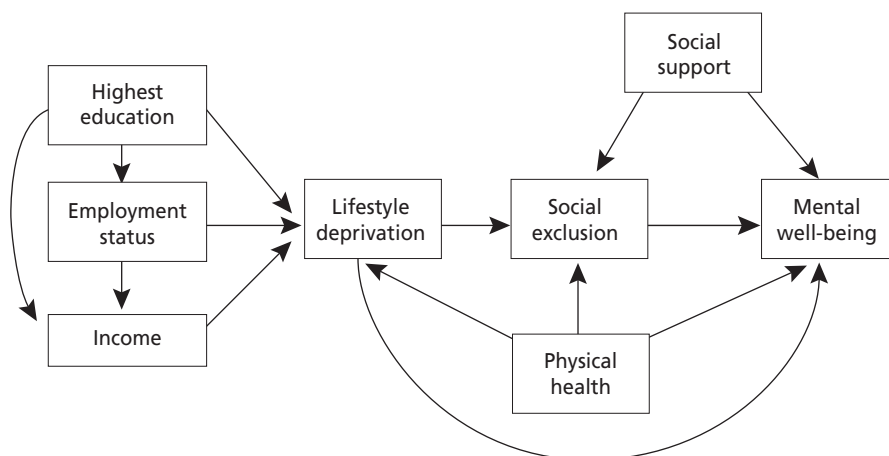 Social
support
Highest
education
Employment
status
Lifestyle
deprivation
Social
exclusion
Mental
well-being
Income
Physical
health